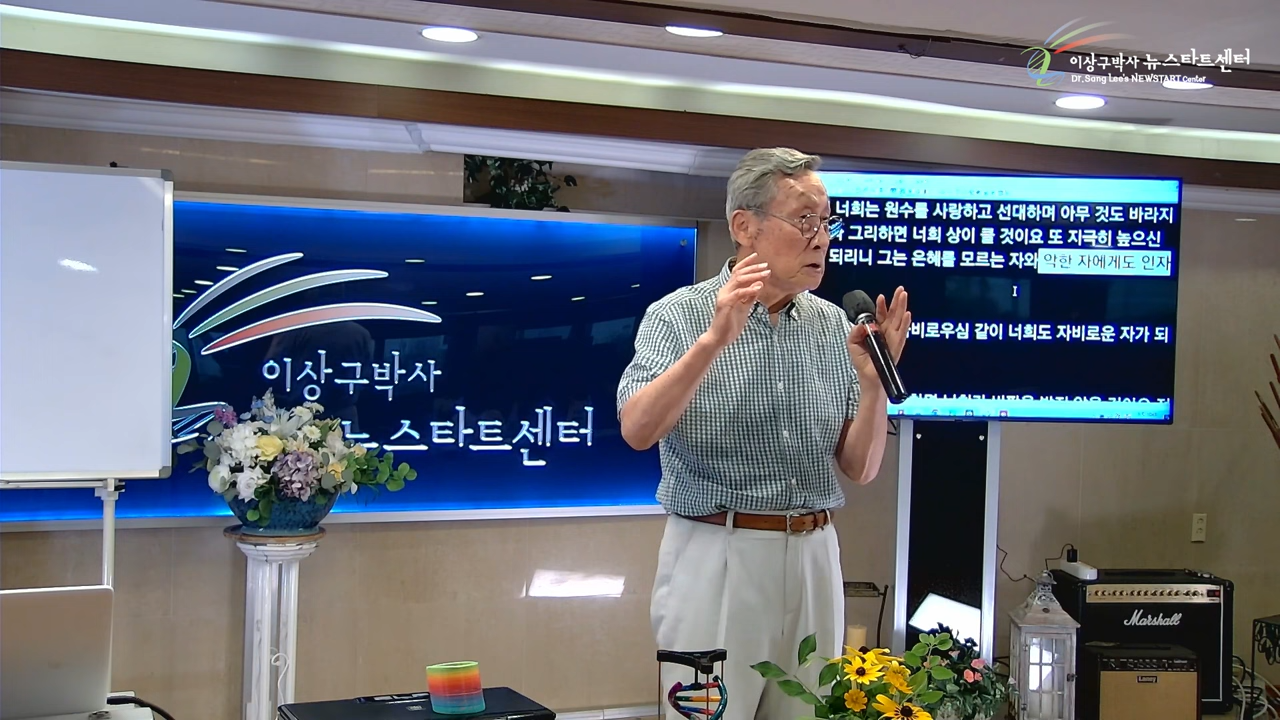 이상구박사 뉴스타트센터
Dr. Sang Lee's NEWSTART Center
너희는 원수를 사랑하고 선대하며 아무 것도 바라지
그리하면 너희 상이 클 것이요 또 지극히 높으신
되리니 그는 은혜를 모르는 자와 악한 자에게도 인자
비로우심 같이 너희도 자비로운 자가 되
이상구박사
뉴스타트센터
Marshall
Laney